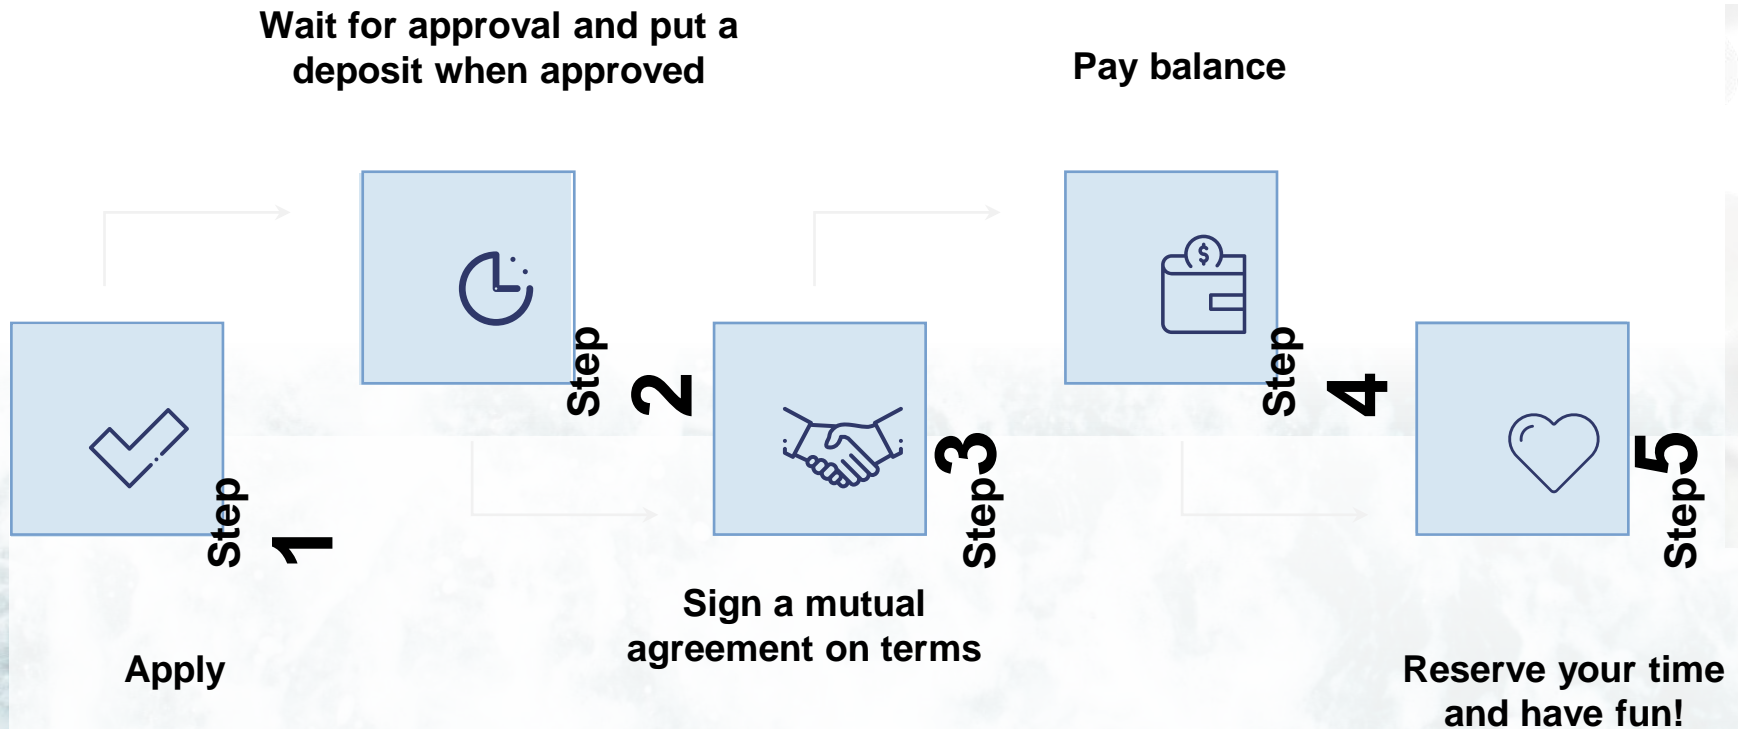 Wait for approval and put a
deposit when approved
Pay balance
$
Step
1
Step
2
Step
3
Step
4
Step
5
Apply
Sign a mutual
agreement on terms
Reserve your time
and have fun!